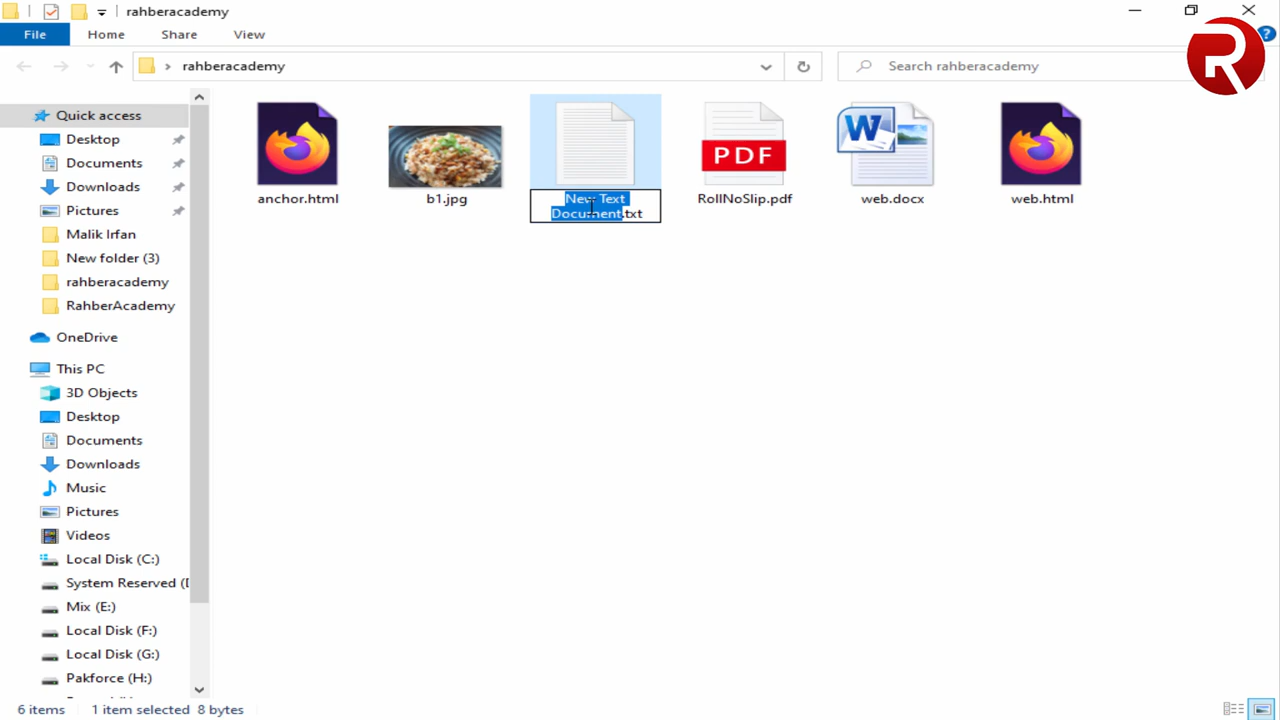 rahberacademy
File Home Share View
rahberacademy
Search rahberacademy
?
R
Quick access
Desktop
Documents
Downloads
Pictures
Malik Irfan
New folder (3)
rahberacademy
RahberAcademy
OneDrive
This PC
3D Objects
Desktop
Documents
Downloads
Music
Pictures
Videos
Local Disk (C:)
System Reserved (
Mix (E:)
Local Disk (F:)
Local Disk (G:)
Pakforce (H:)
anchor.html
b1.jpg
New Text
Document.txt
PDF
RollNoSlip.pdf
W
web.docx
web.html
6 items 1 item selected 8 bytes